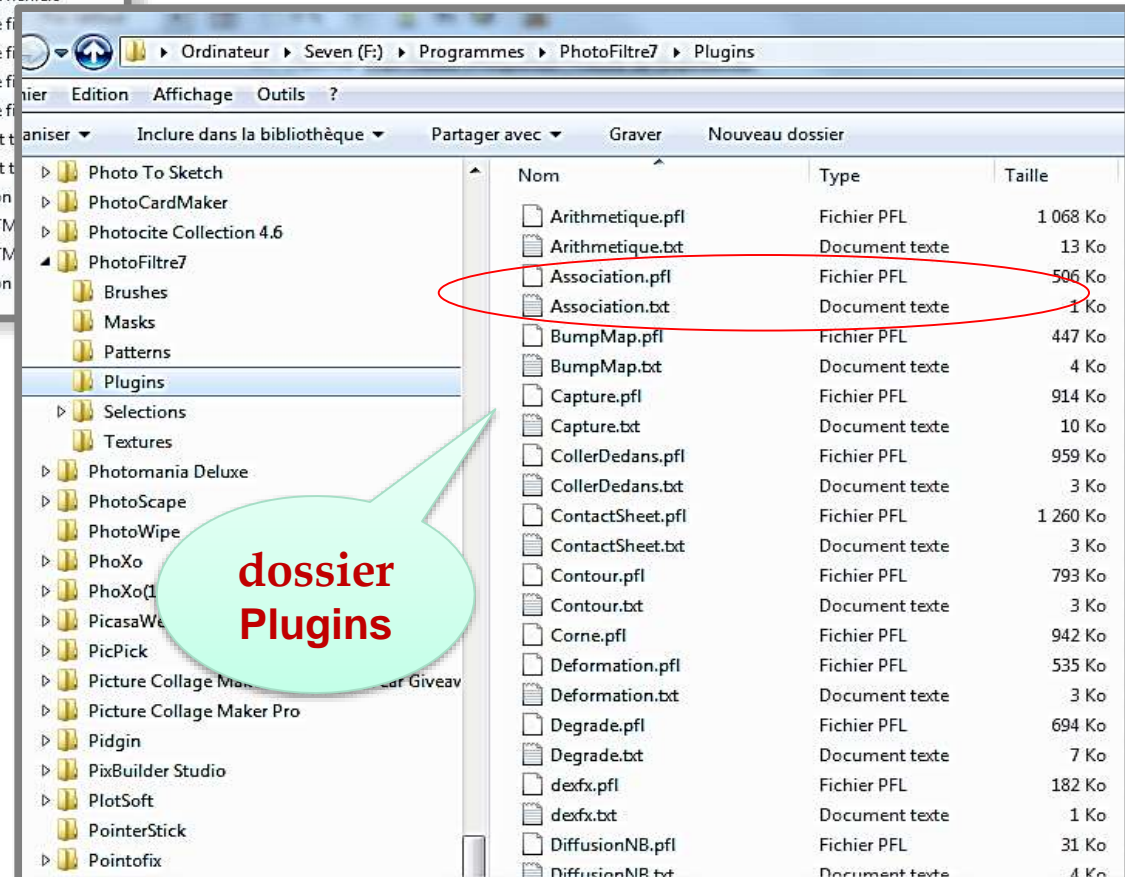 Ordinateur ▸ Seven (F:) ▸ Programmes ▸ PhotoFiltre7 ▸ Plugins
Edition Affichage Outils ?
Inclure dans la bibliothèque Partager avec Graver Nouveau dossier
Photo To Sketch
PhotoCardMaker
Photocite Collection 4.6
PhotoFiltre7
Brushes
Masks
Patterns
Plugins
Selections
Textures
Photomania Deluxe
PhotoScape
PhotoWipe
PhoXo
PicPick
Picture Collage
Picture Collage Maker Pro
Pidgin
PixBuilder Studio
PlotSoft
PointerStick
Pointofix
dossier
Plugins
Nom Type Taille
Arithmetique.pfl Fichier PFL 1 068 Ko
Arithmetique.txt Document texte 13 Ko
Association.pfl Fichier PFL 506 Ko
Association.txt Document texte 1 Ko
BumpMap.pfl Fichier PFL 447 Ko
BumpMap.txt Document texte 4 Ko
Capture.pfl Fichier PFL 914 Ko
Capture.txt Document texte 10 Ko
CollerDedans.pfl Fichier PFL 959 Ko
CollerDedans.txt Document texte 3 Ko
ContactSheet.pfl Fichier PFL 1 260 Ko
ContactSheet.txt Document texte 3 Ko
Contour.pfl Fichier PFL 793 Ko
Contour.txt Document texte 3 Ko
Corne.pfl Fichier PFL 942 Ko
Deformation.pfl Fichier PFL 535 Ko
Deformation.txt Document texte 3 Ko
Degrade.pfl Fichier PFL 694 Ko
Degrade.txt Document texte 7 Ko
dexfx.pfl Fichier PFL 182 Ko
dexfx.txt Document texte 1 Ko
DiffusionNB.pfl Fichier PFL 31 Ko
DiffusionNB.txt Document texte 4 Ko